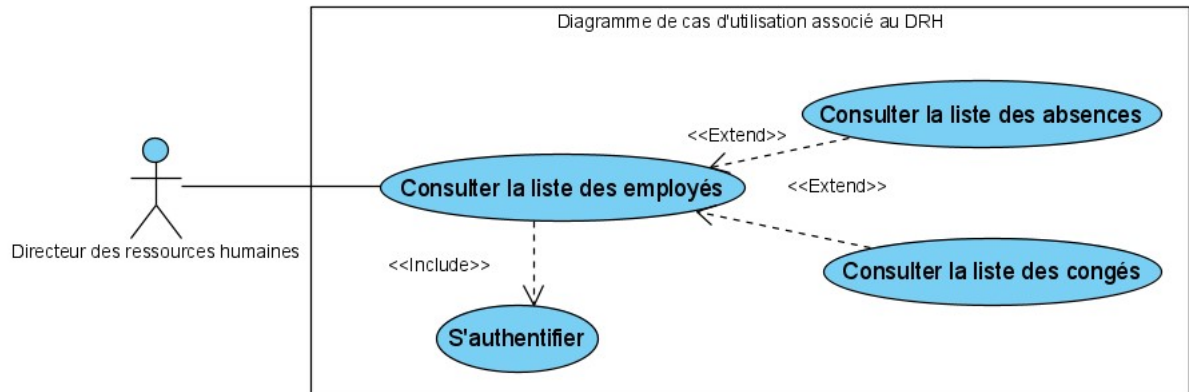 Diagramme de cas d'utilisation associé au DRH
Consulter la liste des absences
<<Extend>>
Consulter la liste des employés
<<Extend>>
Directeur des ressources humaines
<<Include>>
Consulter la liste des congés
S'authentifier